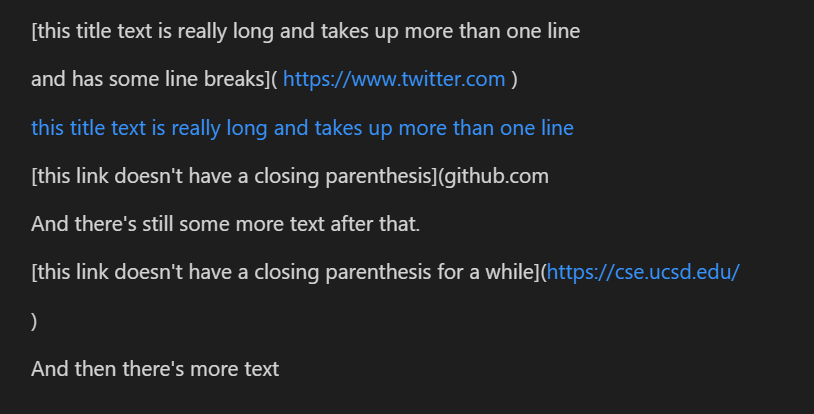 [this title text is really long and takes up more than one line
and has some line breaks]( https://www.twitter.com )
this title text is really long and takes up more than one line
[this link doesn't have a closing parenthesis](github.com
And there's still some more text after that.
[this link doesn't have a closing parenthesis for a while](https://cse.ucsd.edu/
)
And then there's more text